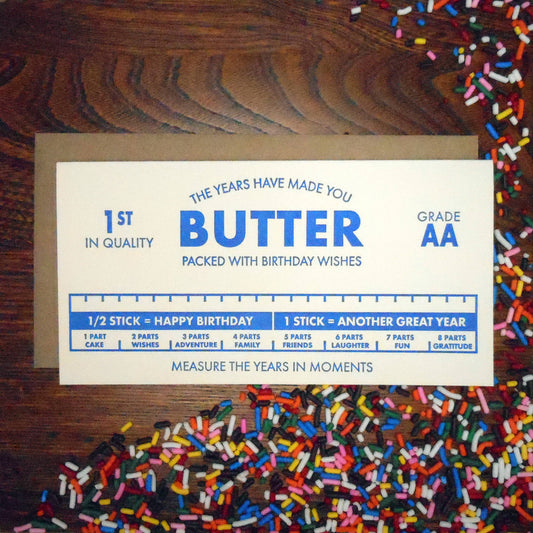 THE YEARS HAVE MADE YOU
1ST
IN QUALITY
BUTTER
GRADE
AA
PACKED WITH BIRTHDAY WISHES
1/2 STICK = HAPPY BIRTHDAY
1 STICK = ANOTHER GREAT YEAR
1 PART
CAKE
2 PARTS
WISHES
3 PARTS
ADVENTURE
4 PARTS
FAMILY
5 PARTS
FRIENDS
6 PARTS
LAUGHTER
7 PARTS
FUN
8 PARTS
GRATITUDE
MEASURE THE YEARS IN MOMENTS